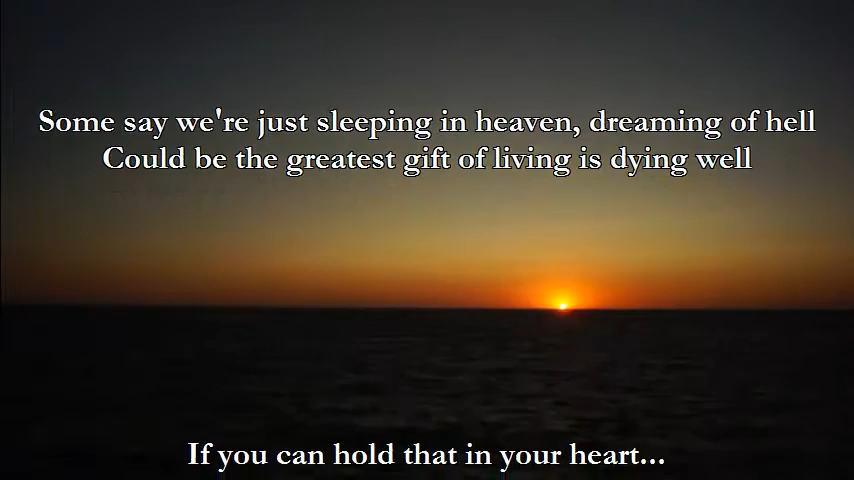 Some say we're just sleeping in heaven, dreaming of hell
Could be the greatest gift of living is dying well
If you can hold that in your heart...